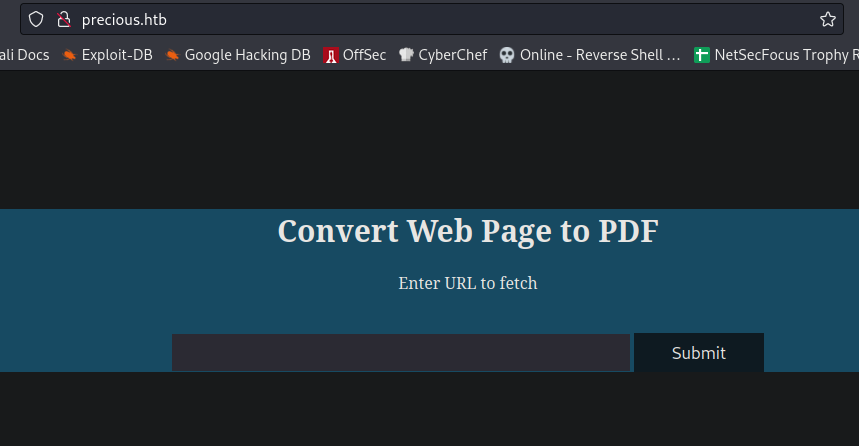 precious.htb
ali Docs Exploit-DB Google Hacking DB OffSec CyberChef Online - Reverse Shell ... NetSecFocus Trophy R
Convert Web Page to PDF
Enter URL to fetch
Submit